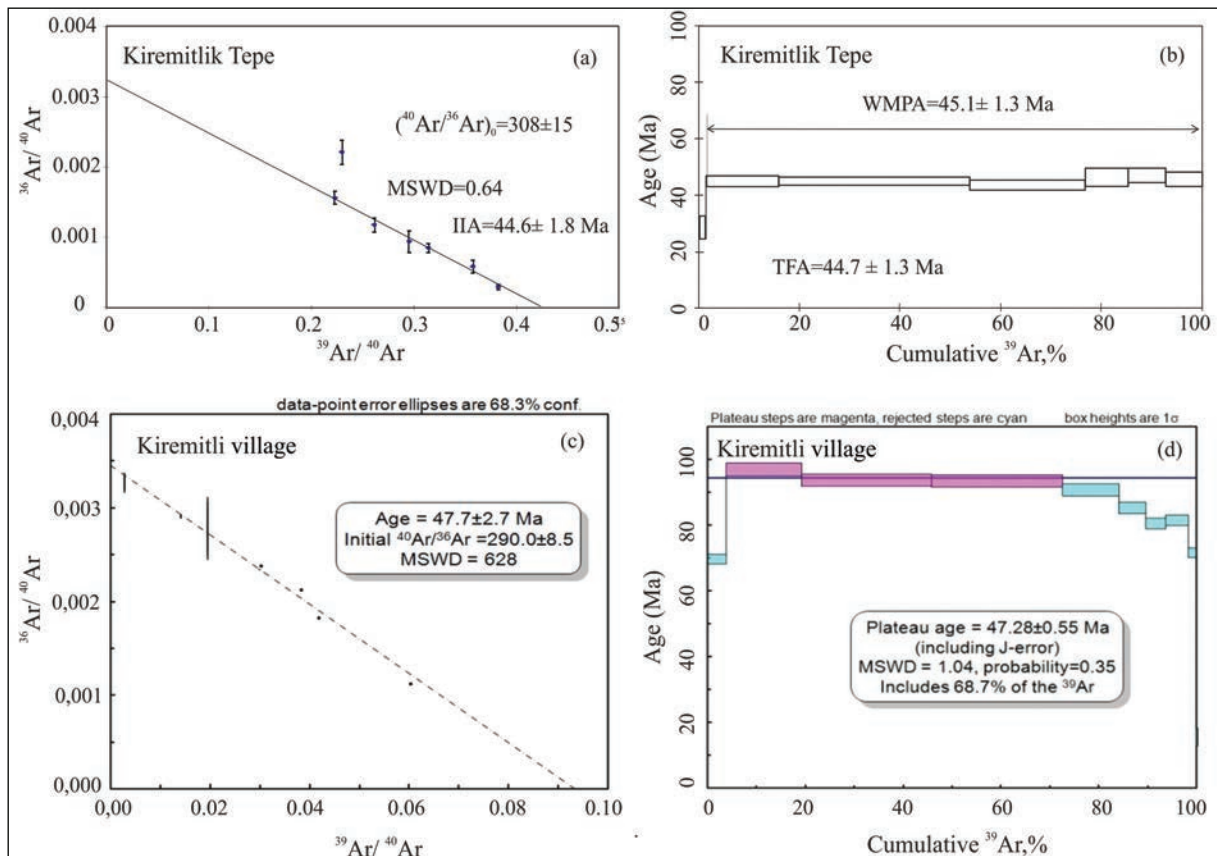 Kiremitlik Tepe
(a)
(⁴⁰Ar/³⁶Ar)₀=308±15
MSWD=0.64
IIA=44.6± 1.8 Ma
³⁶Ar/ ⁴⁰Ar
0.004
0.003
0.002
0.001
0
0 0.1 0.2 0.3 0.4 0.5⁵
³⁹Ar/ ⁴⁰Ar
Kiremitlik Tepe
(b)
WMPA=45.1± 1.3 Ma
TFA=44.7 ± 1.3 Ma
Age (Ma)
100
80
60
40
20
0
0 20 40 60 80 100
Cumulative ³⁹Ar,%
data-point error ellipses are 68.3% conf.
Kiremitli village
(c)
Age = 47.7±2.7 Ma
Initial ⁴⁰Ar/³⁶Ar =290.0±8.5
MSWD = 628
³⁶Ar/ ⁴⁰Ar
0,004
0,003
0,002
0,001
0,000
0,00 0.02 0.04 0.06 0.08 0.10
³⁹Ar/ ⁴⁰Ar
Plateau steps are magenta, rejected steps are cyan box heights are 1σ
Kiremitli village
(d)
Plateau age = 47.28±0.55 Ma
(including J-error)
MSWD = 1.04, probability=0.35
Includes 68.7% of the ³⁹Ar
Age (Ma)
100
80
60
40
20
0
0 20 40 60 80 100
Cumulative ³⁹Ar,%